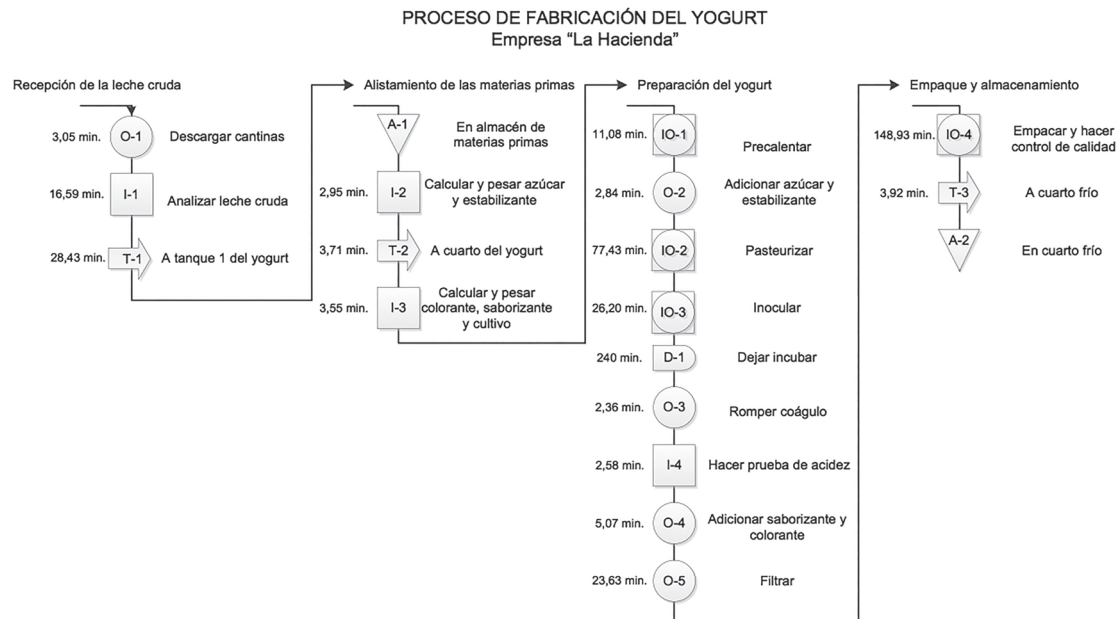 PROCESO DE FABRICACIÓN DEL YOGURT
Empresa “La Hacienda”
Recepción de la leche cruda
3,05 min.
O-1
Descargar cantinas
16,59 min.
I-1
Analizar leche cruda
28,43 min.
T-1
A tanque 1 del yogurt
Alistamiento de las materias primas
A-1
En almacén de
materias primas
2,95 min.
I-2
Calcular y pesar azúcar
y estabilizante
3,71 min.
T-2
A cuarto del yogurt
3,55 min.
I-3
Calcular y pesar
colorante, saborizante
y cultivo
Preparación del yogurt
11,08 min.
IO-1
Precalentar
2,84 min.
O-2
Adicionar azúcar y
estabilizante
77,43 min.
IO-2
Pasteurizar
26,20 min.
IO-3
Inocular
240 min.
D-1
Dejar incubar
2,36 min.
O-3
Romper coágulo
2,58 min.
I-4
Hacer prueba de acidez
5,07 min.
O-4
Adicionar saborizante y
colorante
23,63 min.
O-5
Filtrar
Empaque y almacenamiento
148,93 min.
IO-4
Empacar y hacer
control de calidad
3,92 min.
T-3
A cuarto frío
A-2
En cuarto frío